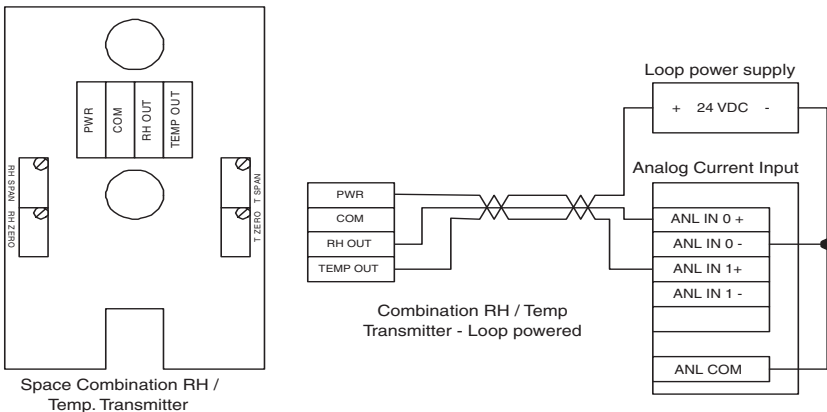 PWR
COM
RH OUT
TEMP OUT
RH SPAN
RH ZERO
T SPAN
T ZERO
Space Combination RH /
Temp. Transmitter
PWR
COM
RH OUT
TEMP OUT
Combination RH / Temp
Transmitter - Loop powered
Loop power supply
+ 24 VDC -
Analog Current Input
ANL IN 0 +
ANL IN 0 -
ANL IN 1+
ANL IN 1 -
ANL COM